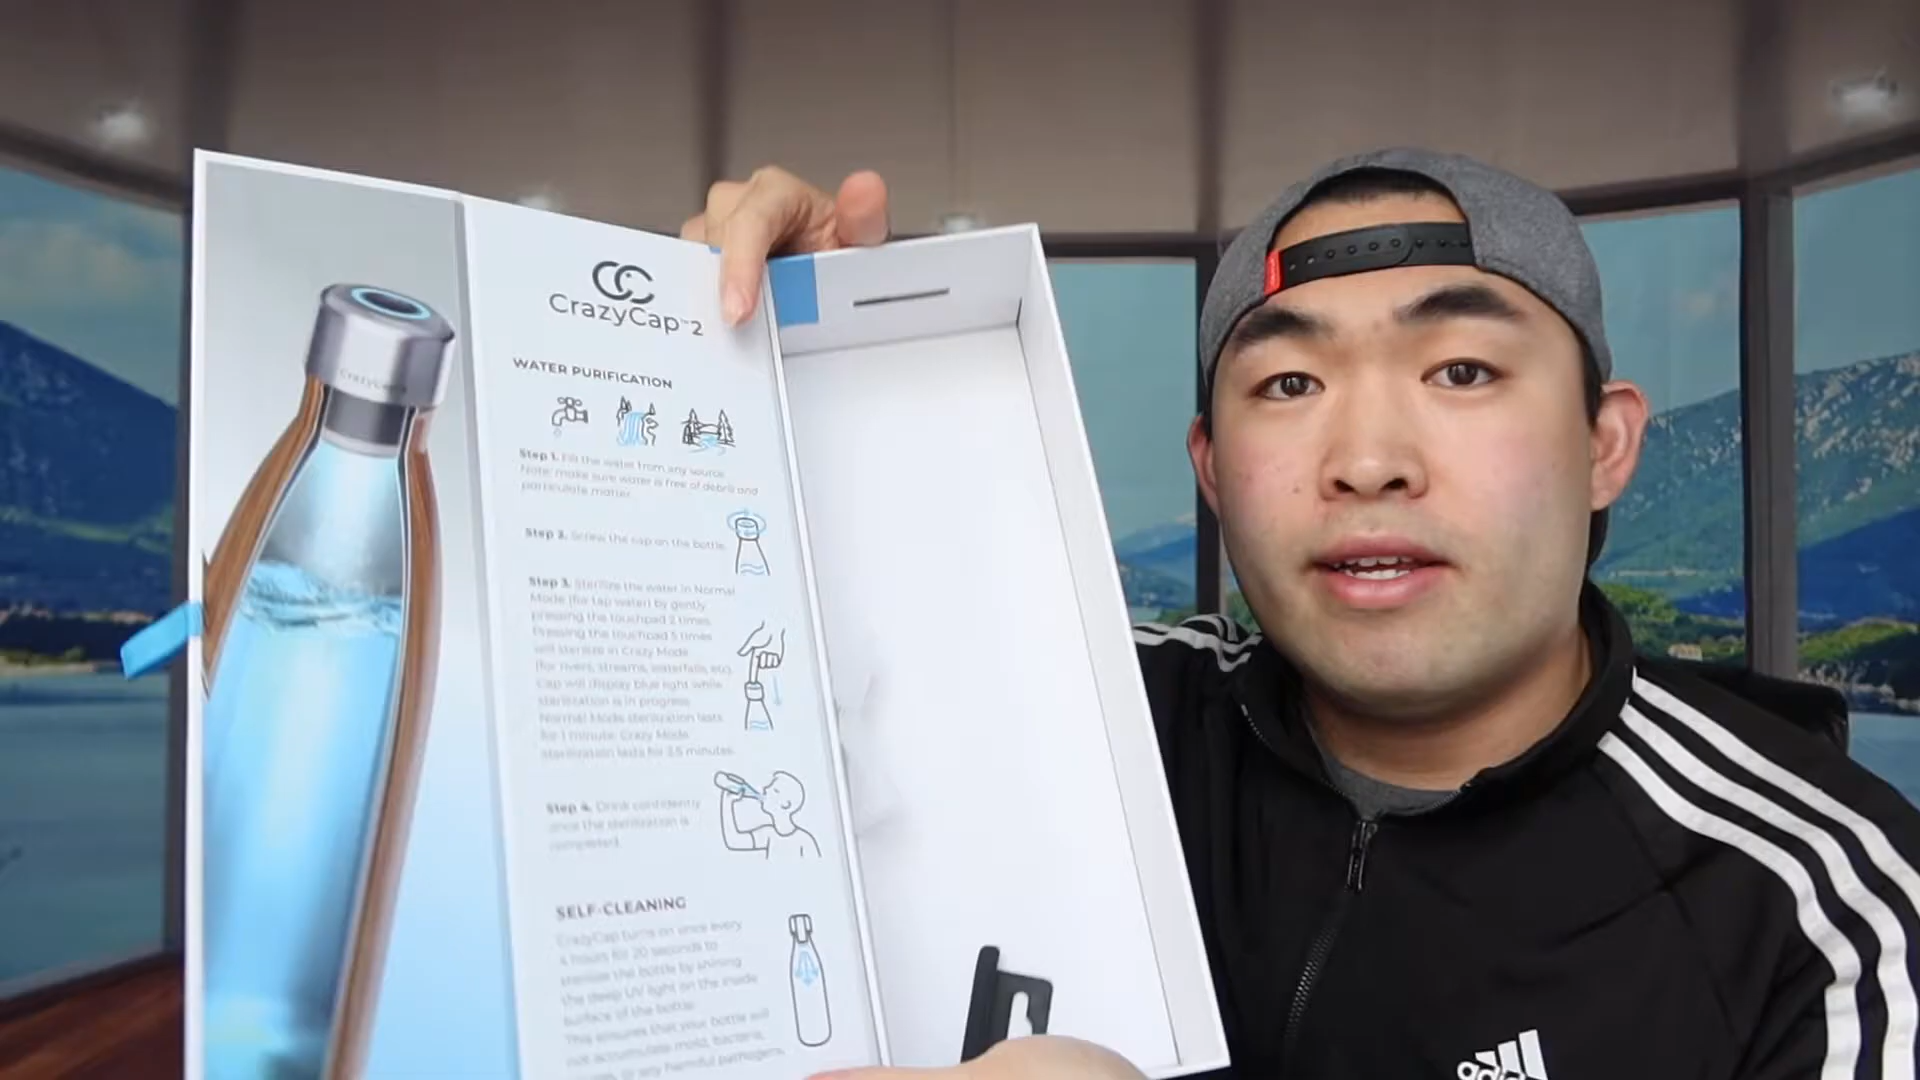 CC
CrazyCap™2
WATER PURIFICATION
Step 1. Fill the water from any source.
Note: make sure water is free of debris and
particulate matter.
Step 2. Screw the cap on the bottle.
Step 3. Sterilize the water in Normal
Mode (for tap water) by gently
pressing the touchpad 2 times.
Pressing the touchpad 5 times
will sterilize in Crazy Mode
(for rivers, streams, waterfalls, etc).
Cap will display blue light while
sterilization is in progress.
Normal Mode sterilization lasts
for 1 minute. Crazy Mode
sterilization lasts for 2.5 minutes.
Step 4. Drink confidently
once the sterilization is
completed.
SELF-CLEANING
CrazyCap turns on once every
4 hours for 20 seconds to
sterilize the bottle by shining
the deep UV light on the inside
surface of the bottle.
This ensures that your bottle will
not accumulate mold, bacteria,
or any harmful pathogens.
CrazyCap
adidas